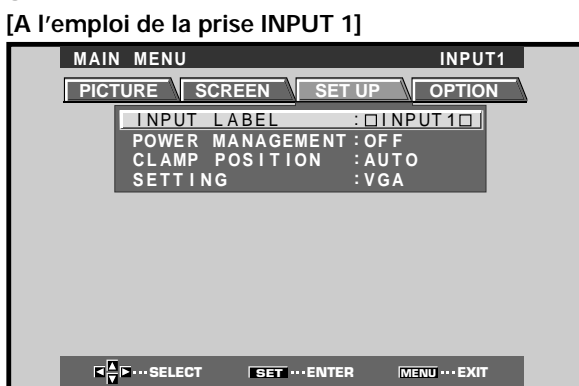 [A l'emploi de la prise INPUT 1]
MAIN MENU INPUT1
PICTURE SCREEN SET UP OPTION
INPUT LABEL :□INPUT1□
POWER MANAGEMENT :OFF
CLAMP POSITION :AUTO
SETTING :VGA
···SELECT SET ···ENTER MENU ···EXIT